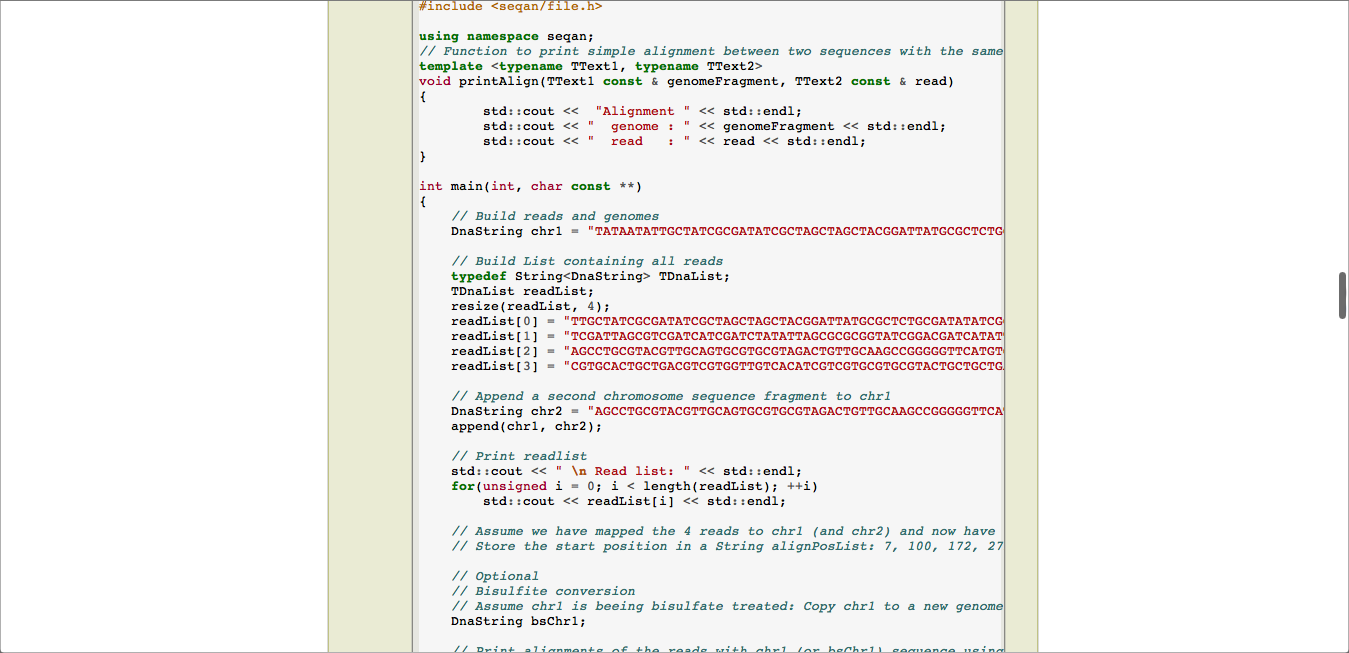 #include <seqan/file.h>
using namespace seqan;
// Function to print simple alignment between two sequences with the same
template <typename TText1, typename TText2>
void printAlign(TText1 const & genomeFragment, TText2 const & read)
{
std::cout << "Alignment " << std::endl;
std::cout << " genome : " << genomeFragment << std::endl;
std::cout << " read : " << read << std::endl;
}
int main(int, char const **)
{
// Build reads and genomes
DnaString chr1 = "TATAATATTGCTATCGCGATATCGCTAGCTAGCTACGGATTATGCGCTCTG
// Build List containing all reads
typedef String<DnaString> TDnaList;
TDnaList readList;
resize(readList, 4);
readList[0] = "TTGCTATCGCGATATCGCTAGCTAGCTACGGATTATGCGCTCTGCGATATATCG
readList[1] = "TCGATTAGCGTCGATCATCGATCTATATTAGCGCGCGGTATCGGACGATCATAT
readList[2] = "AGCCTGCGTACGTTGCAGTGCGTGCGTAGACTGTTGCAAGCCGGGGGTTCATGT
readList[3] = "CGTGCACTGCTGACGTCGTGGTTGTCACATCGTCGTGCGTGCGTACTGCTGCTG
// Append a second chromosome sequence fragment to chr1
DnaString chr2 = "AGCCTGCGTACGTTGCAGTGCGTGCGTAGACTGTTGCAAGCCGGGGGTTCA
append(chr1, chr2);
// Print readlist
std::cout << " \n Read list: " << std::endl;
for(unsigned i = 0; i < length(readList); ++i)
std::cout << readList[i] << std::endl;
// Assume we have mapped the 4 reads to chr1 (and chr2) and now have
// Store the start position in a String alignPosList: 7, 100, 172, 27
// Optional
// Bisulfite conversion
// Assume chr1 is beeing bisulfate treated: Copy chr1 to a new genome
DnaString bsChr1;
// Print alignments of the reads with chr1 (or bsChr1) sequence using